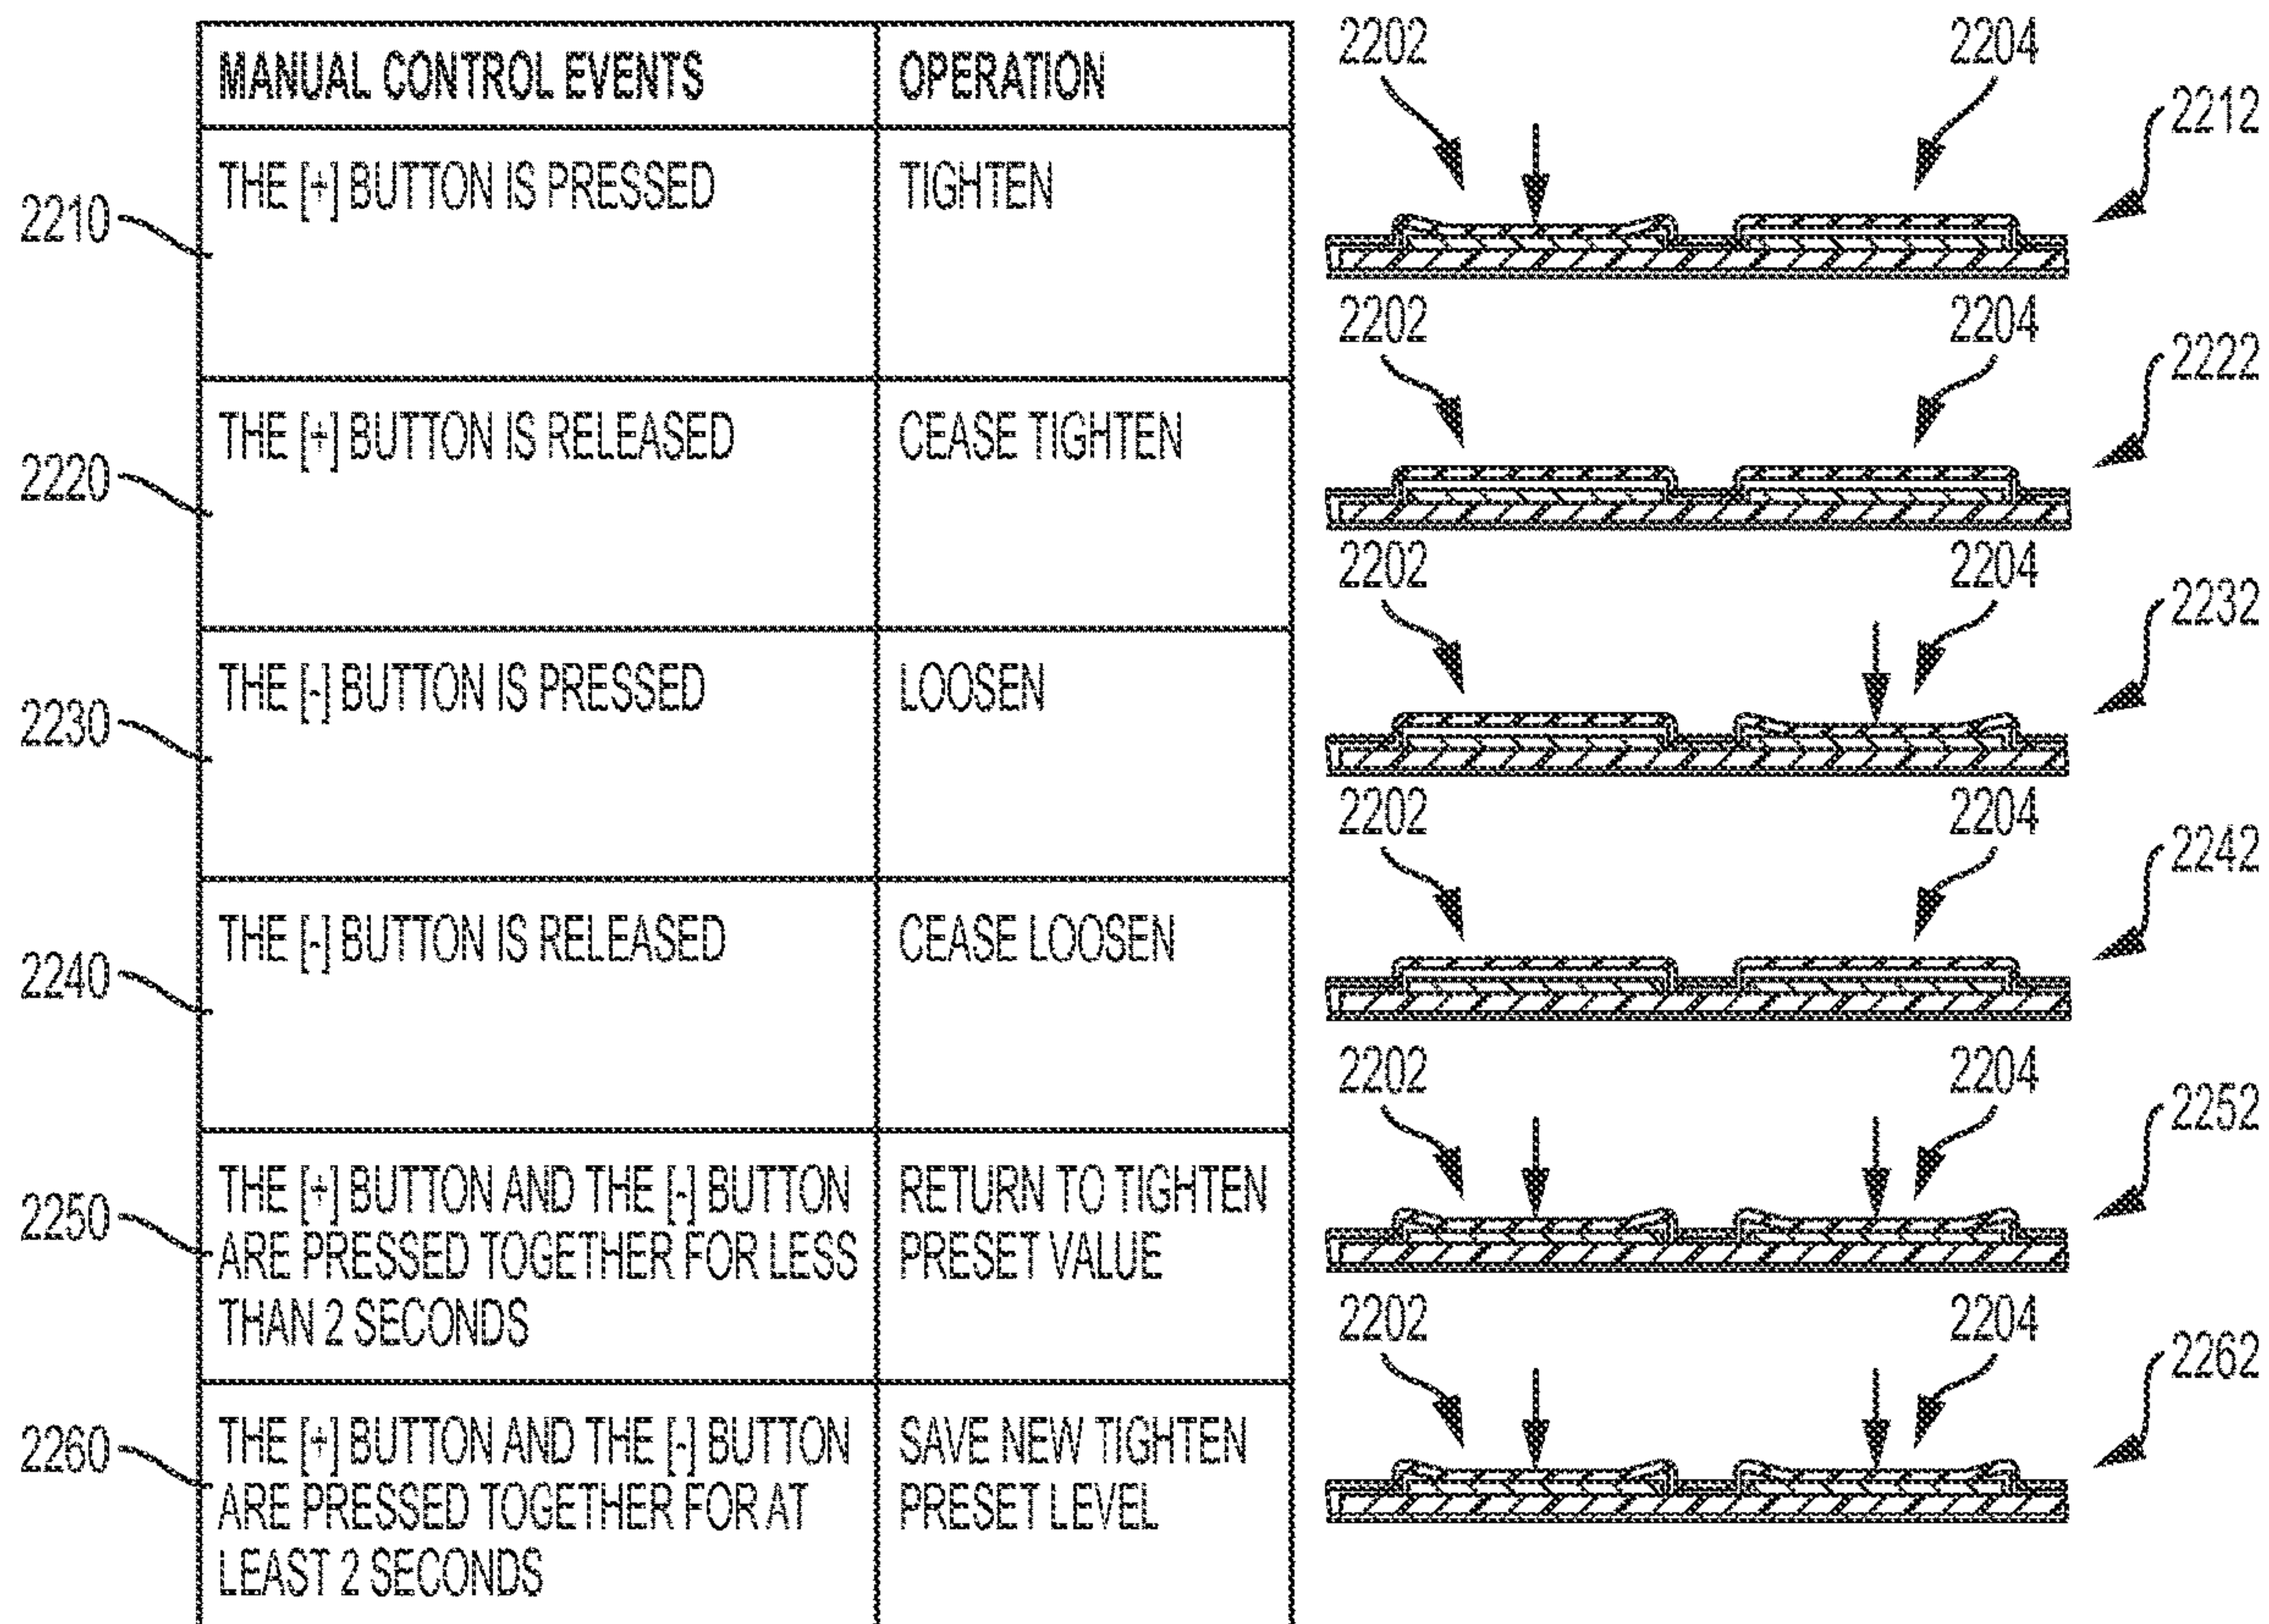 MANUAL CONTROL EVENTS OPERATION
2202 2204
2212
2210 THE [+] BUTTON IS PRESSED TIGHTEN
2202 2204
2222
2220 THE [+] BUTTON IS RELEASED CEASE TIGHTEN
2202 2204
2232
2230 THE [-] BUTTON IS PRESSED LOOSEN
2202 2204
2242
2240 THE [-] BUTTON IS RELEASED CEASE LOOSEN
2202 2204
2252
2250 THE [+] BUTTON AND THE [-] BUTTON RETURN TO TIGHTEN
ARE PRESSED TOGETHER FOR LESS PRESET VALUE
THAN 2 SECONDS
2202 2204
2262
2260 THE [+] BUTTON AND THE [-] BUTTON SAVE NEW TIGHTEN
ARE PRESSED TOGETHER FOR AT PRESET LEVEL
LEAST 2 SECONDS